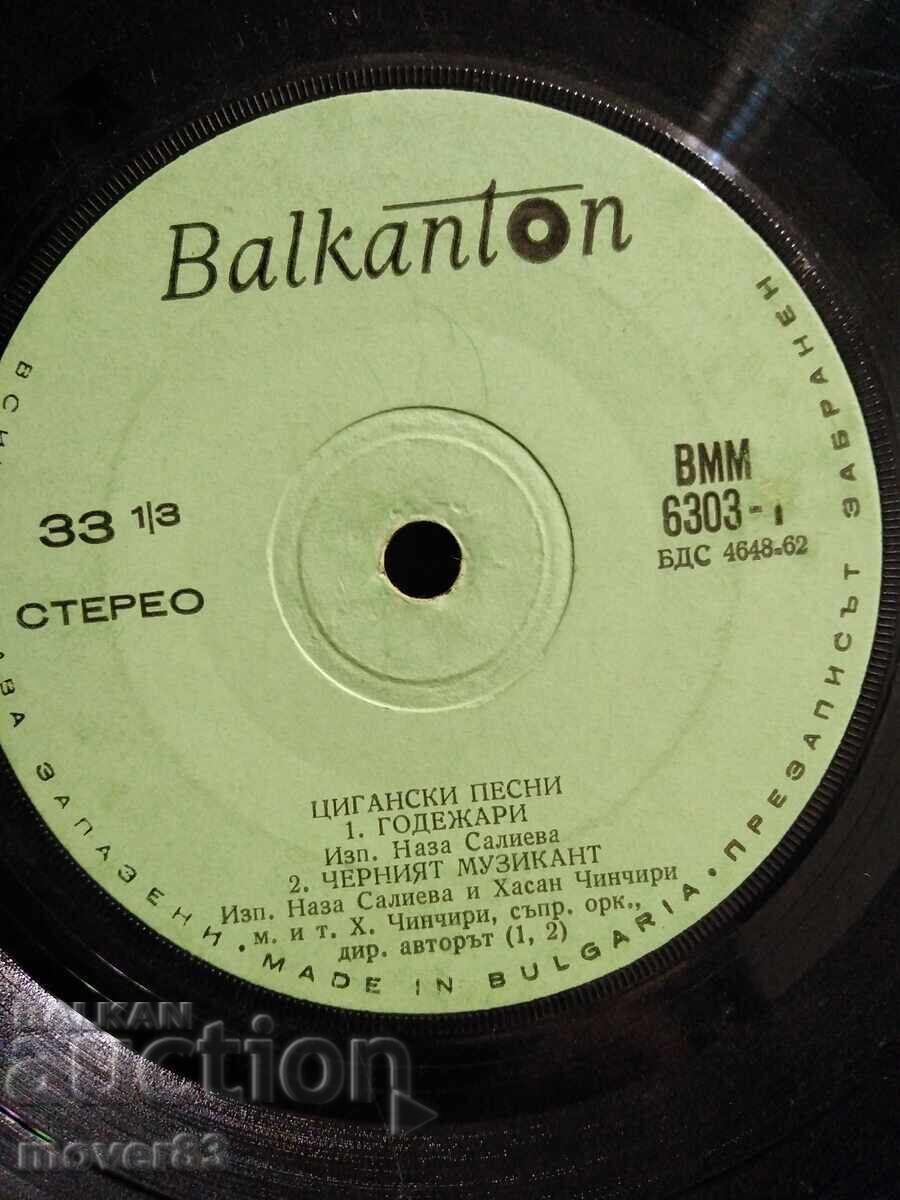 Balkanton
33 1/3
СТЕРЕО
ВММ
6303-1
БДС 4648-62
ЦИГАНСКИ ПЕСНИ
1. ГОДЕЖАРИ
Изп. Наза Салиева
2. ЧЕРНИЯТ МУЗИКАНТ
Изп. Наза Салиева и Хасан Чинчири
м. и т. Х. Чинчири, съпр. орк.,
дир. авторът (1, 2)
ЗАПАЗЕНИ • MADE IN BULGARIA • ПРЕЗАПИСЪТ ЗАБРАНЕН
BALKAN
auction
mover63